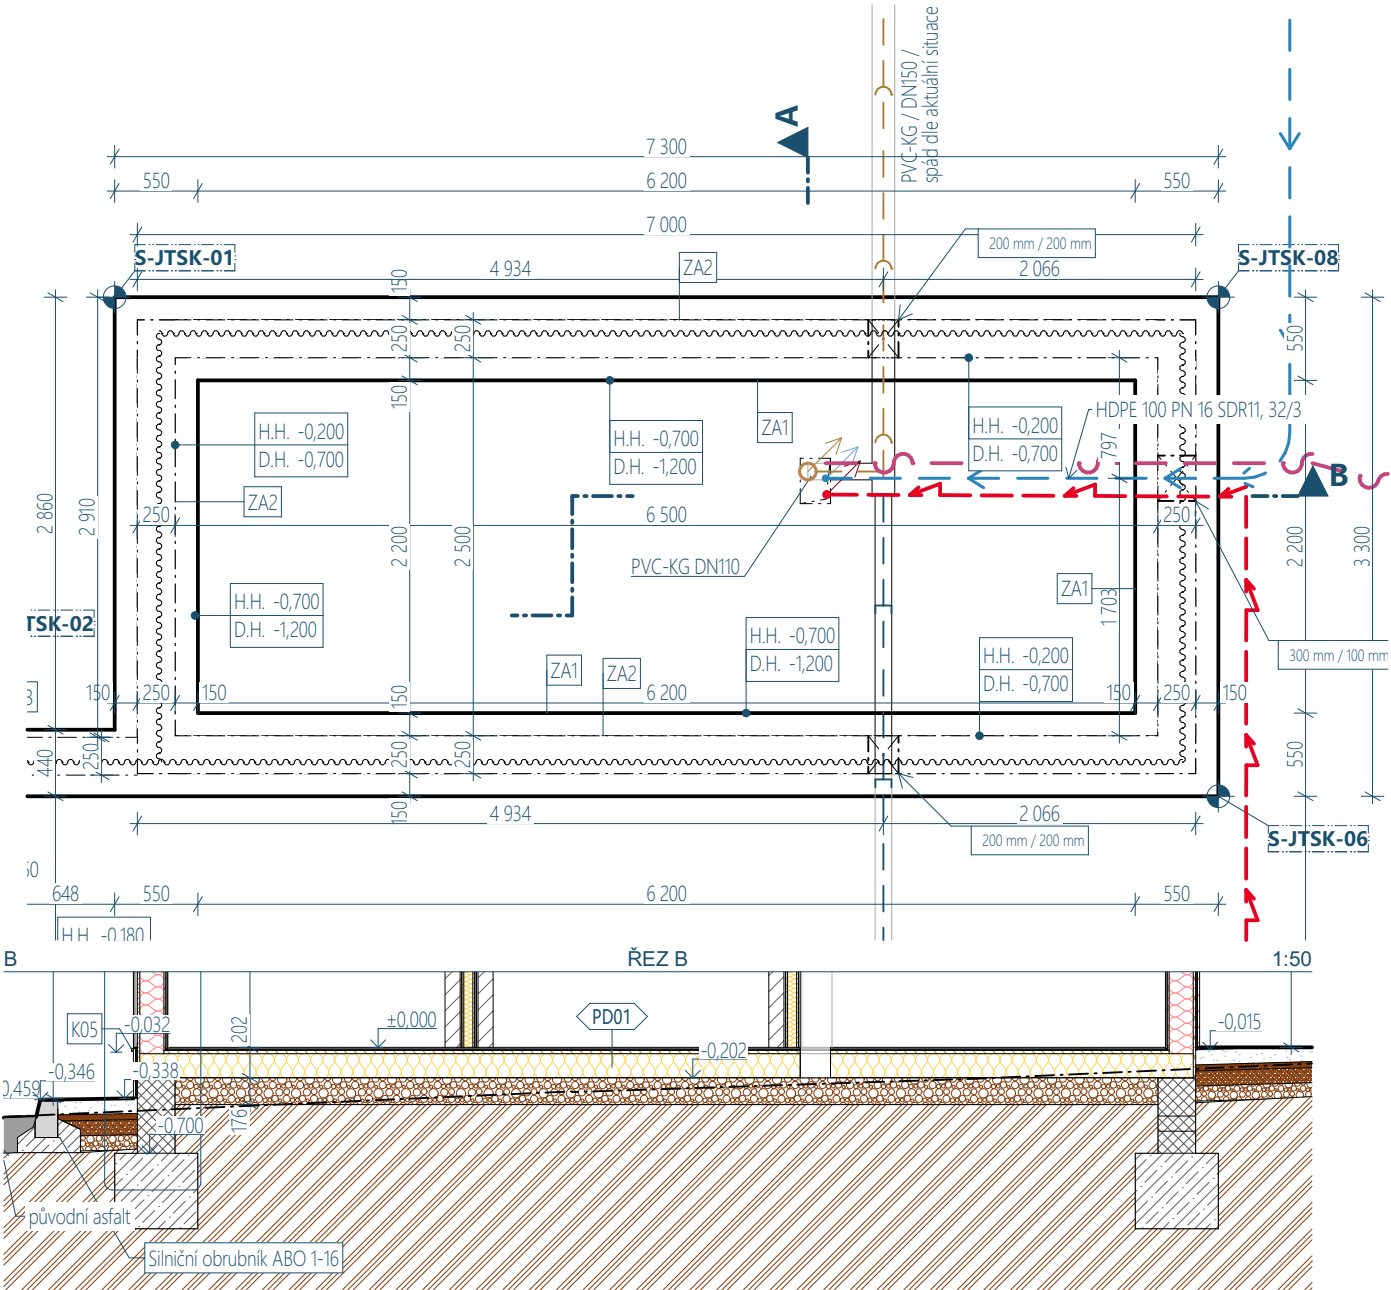 PVC-KG / DN150 /
spád dle aktuální situace
A
7 300
550
6 200
550
7 000
200 mm / 200 mm
S-JTSK-01
S-JTSK-08
4 934
ZA2
2 066
150
250
250
550
150
HDPE 100 PN 16 SDR11, 32/3
H.H. -0,200
D.H. -0,700
H.H. -0,700
D.H. -1,200
ZA1
H.H. -0,200
D.H. -0,700
797
B
ZA2
2 860
2 910
250
6 500
250
2 200
2 500
2 200
3 300
PVC-KG DN110
H.H. -0,700
D.H. -1,200
ZA1
1 703
TSK-02
H.H. -0,700
D.H. -1,200
H.H. -0,200
D.H. -0,700
300 mm / 100 mm
ZA1
ZA2
150
250
150
150
6 200
150
250
150
440
250
250
250
550
150
4 934
2 066
200 mm / 200 mm
S-JTSK-06
648
550
6 200
550
H.H. -0,180
B
ŘEZ B
1:50
K05
-0,032
202
±0,000
PD01
-0,202
-0,015
-0,346
-0,338
0,459
-0,700
176
původní asfalt
Silniční obrubník ABO 1-16